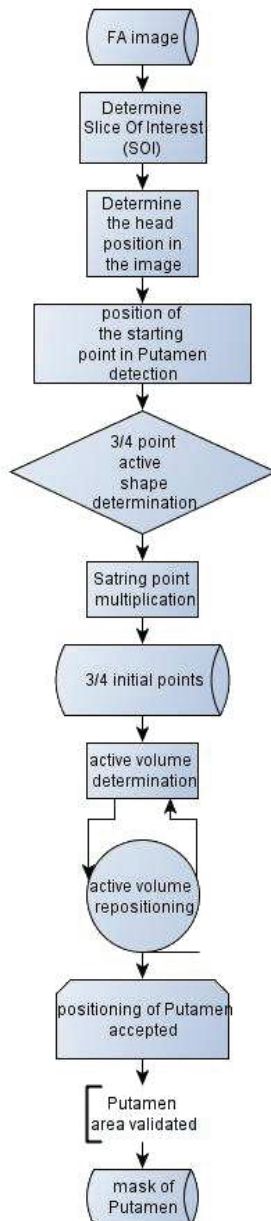 FA image
Determine
Slice Of Interest
(SOI)
Determine
the head
position in
the image
position of
the starting
point in Putamen
detection
3/4 point
active
shape
determination
Satring point
multiplication
3/4 initial points
active volume
determination
active volume
repositioning
positioning of Putamen
accepted
Putamen
area validated
mask of
Putamen